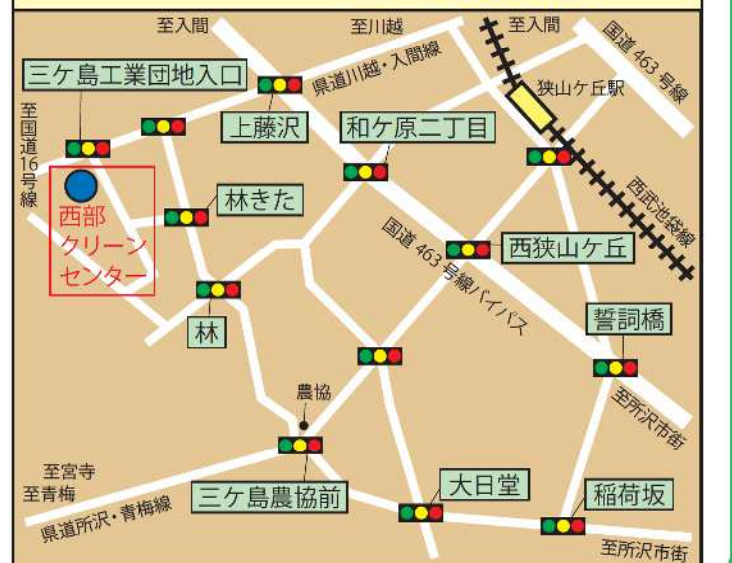 至入間
至川越
至入間
国道463号線
三ケ島工業団地入口
県道川越・入間線
狭山ケ丘駅
至国道16号線
上藤沢
和ケ原二丁目
西武池袋線
林きた
西部
クリーン
センター
国道463号線バイパス
西狭山ケ丘
林
誓詞橋
農協
至所沢市街
至宮寺
至青梅
三ケ島農協前
大日堂
稲荷坂
県道所沢・青梅線
至所沢市街